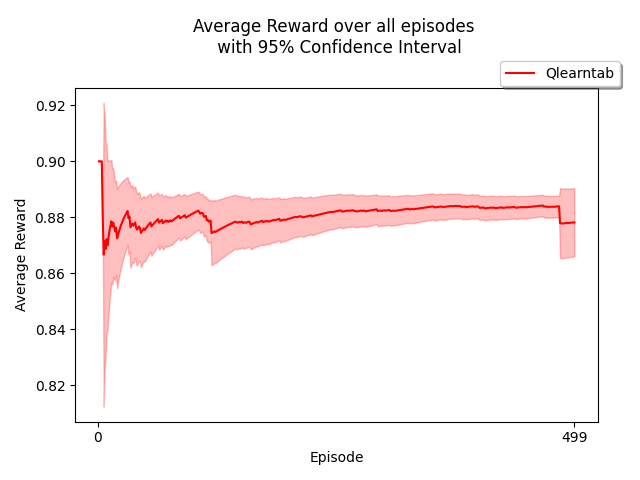 Average Reward over all episodes
with 95% Confidence Interval
Qlearntab
0.92
0.90
0.88
0.86
0.84
0.82
Average Reward
0
499
Episode